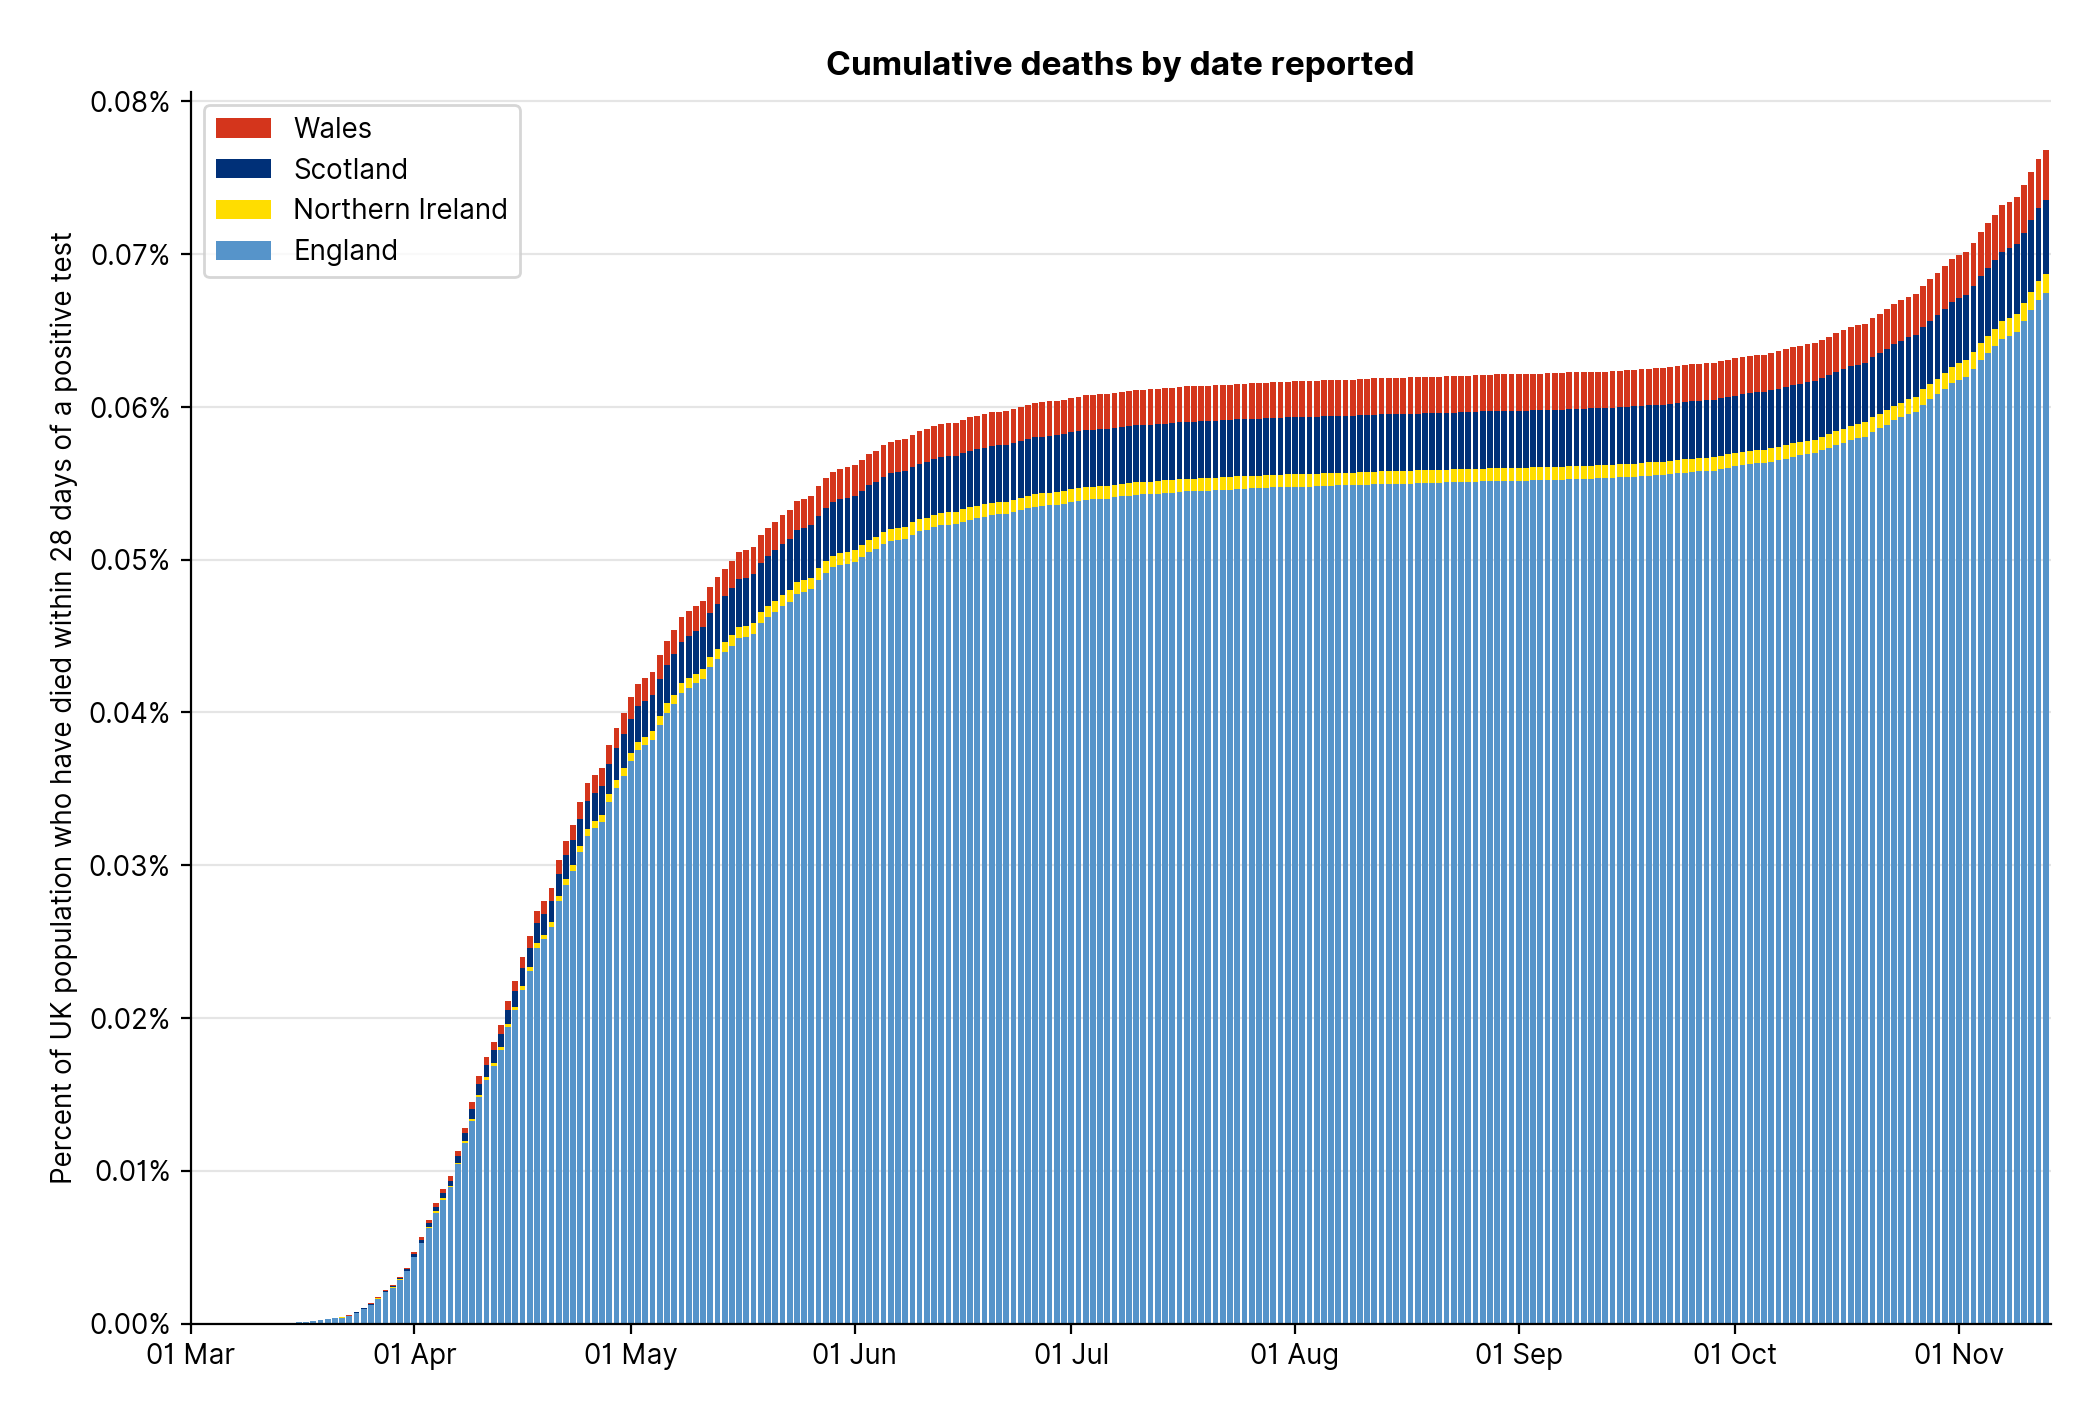 Cumulative deaths by date reported
Percent of UK population who have died within 28 days of a positive test
0.08%
0.07%
0.06%
0.05%
0.04%
0.03%
0.02%
0.01%
0.00%
Wales
Scotland
Northern Ireland
England
01 Mar
01 Apr
01 May
01 Jun
01 Jul
01 Aug
01 Sep
01 Oct
01 Nov